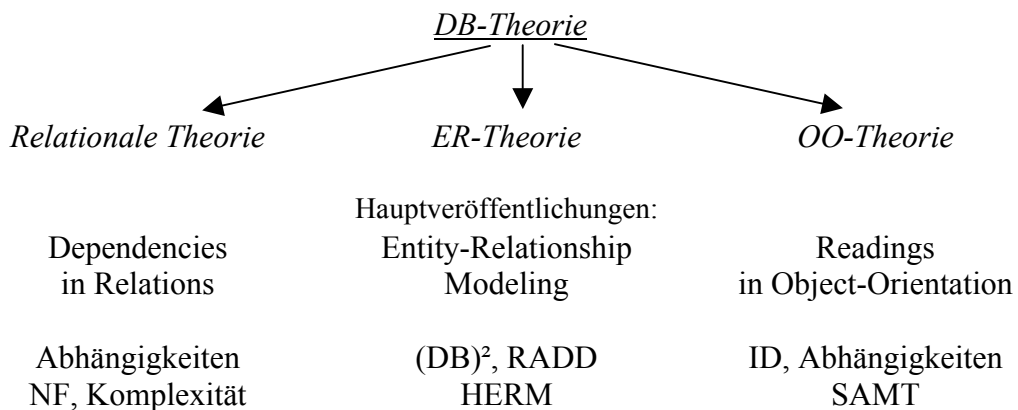 DB-Theorie
Relationale Theorie ER-Theorie OO-Theorie
Hauptveröffentlichungen:
Dependencies Entity-Relationship Readings
in Relations Modeling in Object-Orientation
Abhängigkeiten (DB)², RADD ID, Abhängigkeiten
NF, Komplexität HERM SAMT